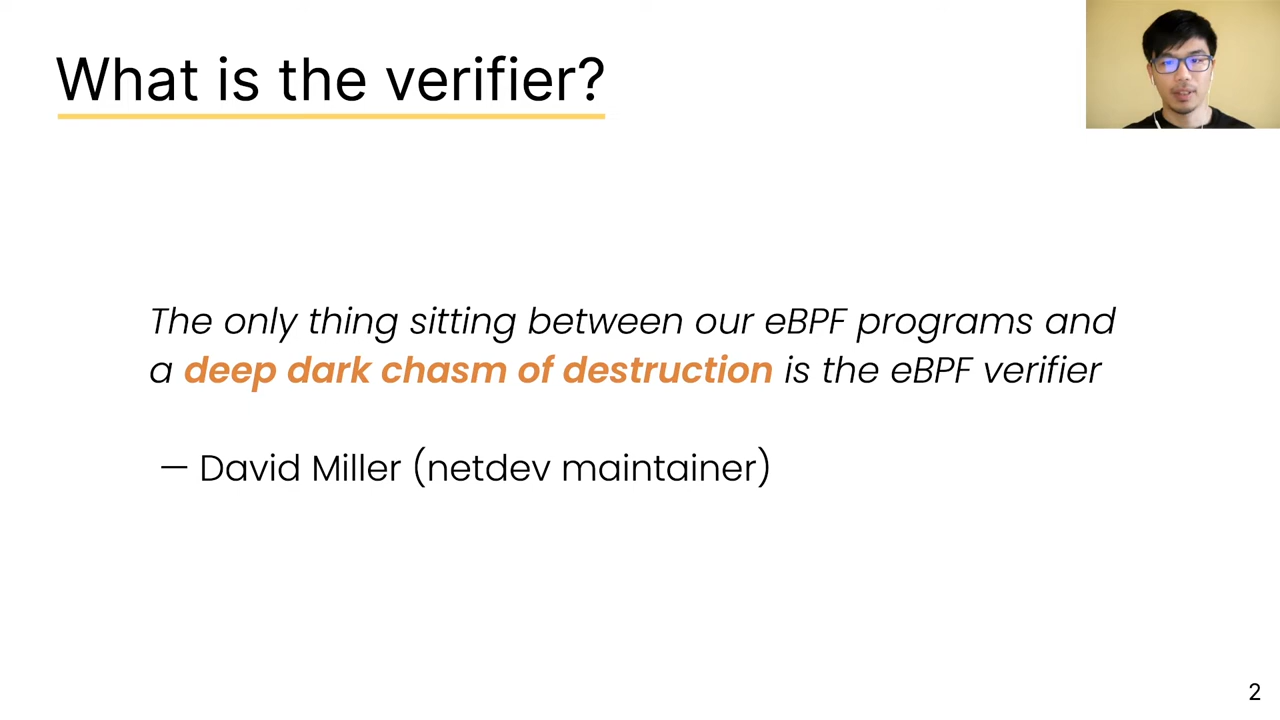 What is the verifier?
The only thing sitting between our eBPF programs and
a deep dark chasm of destruction is the eBPF verifier
— David Miller (netdev maintainer)
2